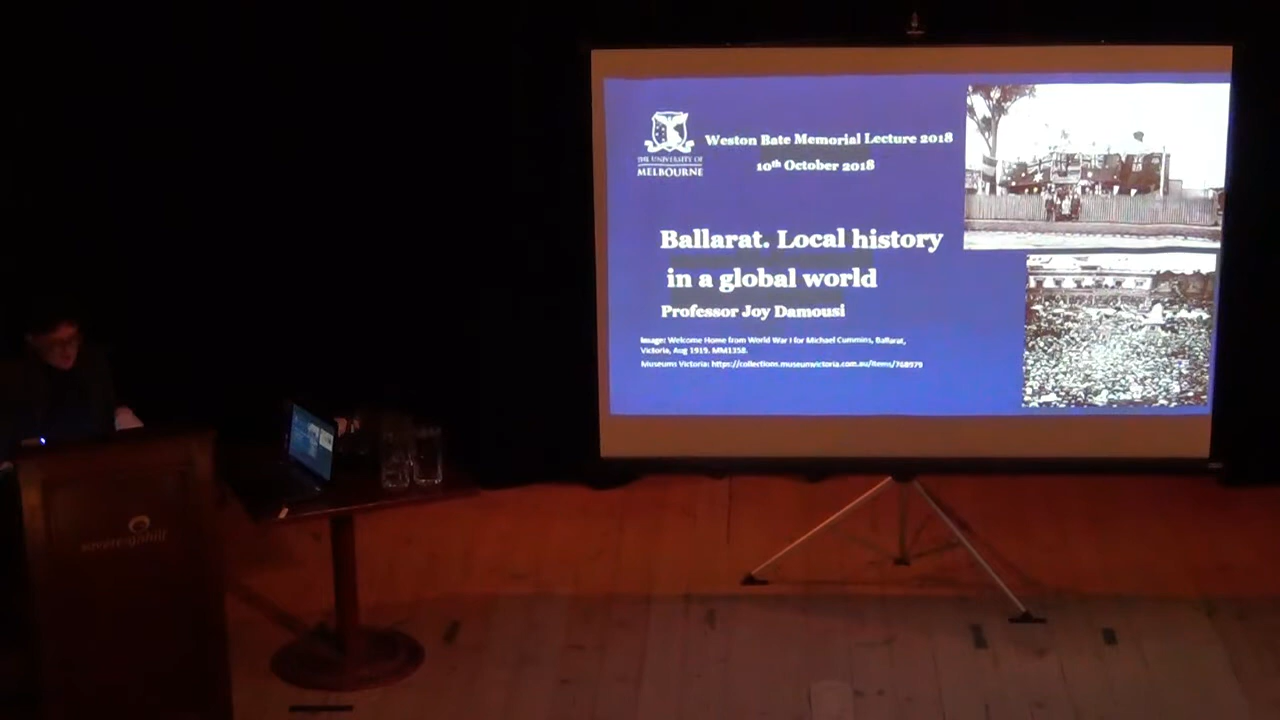 THE UNIVERSITY OF
MELBOURNE
Weston Bate Memorial Lecture 2018
10th October 2018
Ballarat. Local history
in a global world
Professor Joy Damousi
Image: Welcome Home from World War I for Michael Cummins, Ballarat,
Victoria, Aug 1919. MM1358.
Museums Victoria: https://collections.museumvictoria.com.au/items/768979
sovereignhill